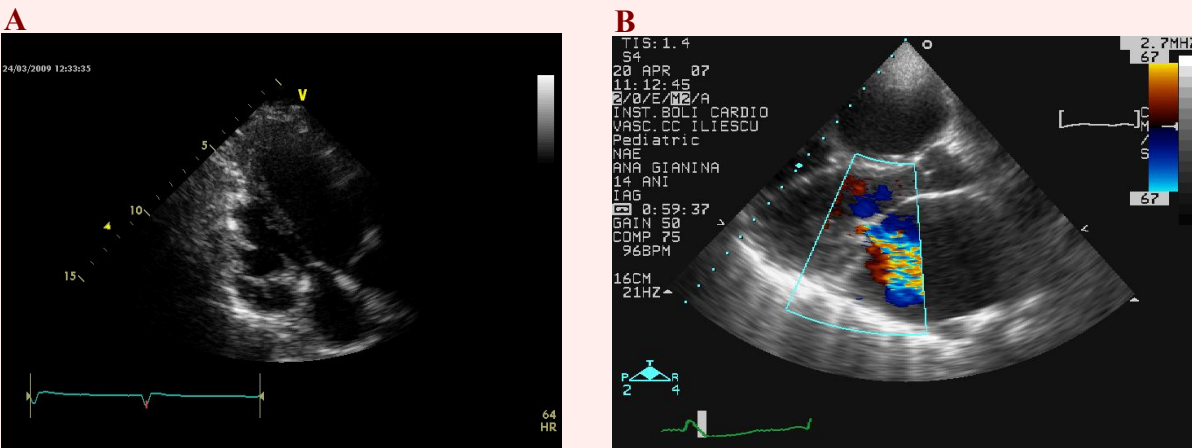 A
24/03/2009 12:33:35
V
5
10
15
64
HR
B
TIS:1.4
S4
20 APR 07
11:12:45
2/0/E/M2/A
INST.BOLI CARDIO
VASC.CC ILIESCU
Pediatric
NAE
ANA GIANINA
14 ANI
IAG
0:59:37
GAIN 50
COMP 75
96BPM
16CM
21HZ
2.7MHZ
67
67
P T R
2 4